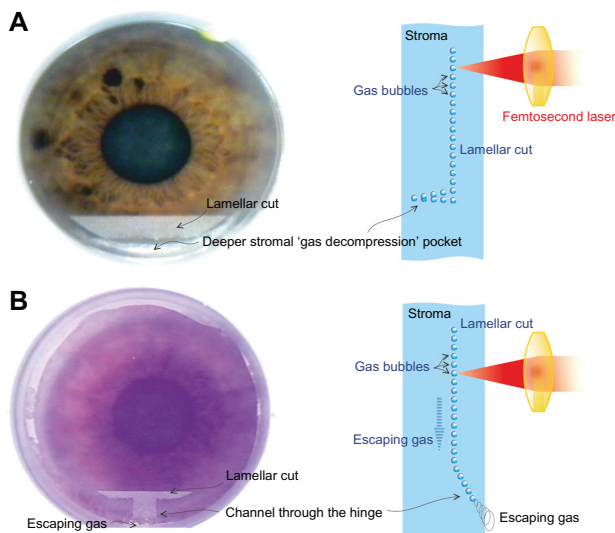 A
Stroma
Gas bubbles
Femtosecond laser
Lamellar cut
Lamellar cut
Deeper stromal ‘gas decompression’ pocket
B
Stroma
Lamellar cut
Gas bubbles
Escaping gas
Lamellar cut
Channel through the hinge
Escaping gas
Escaping gas